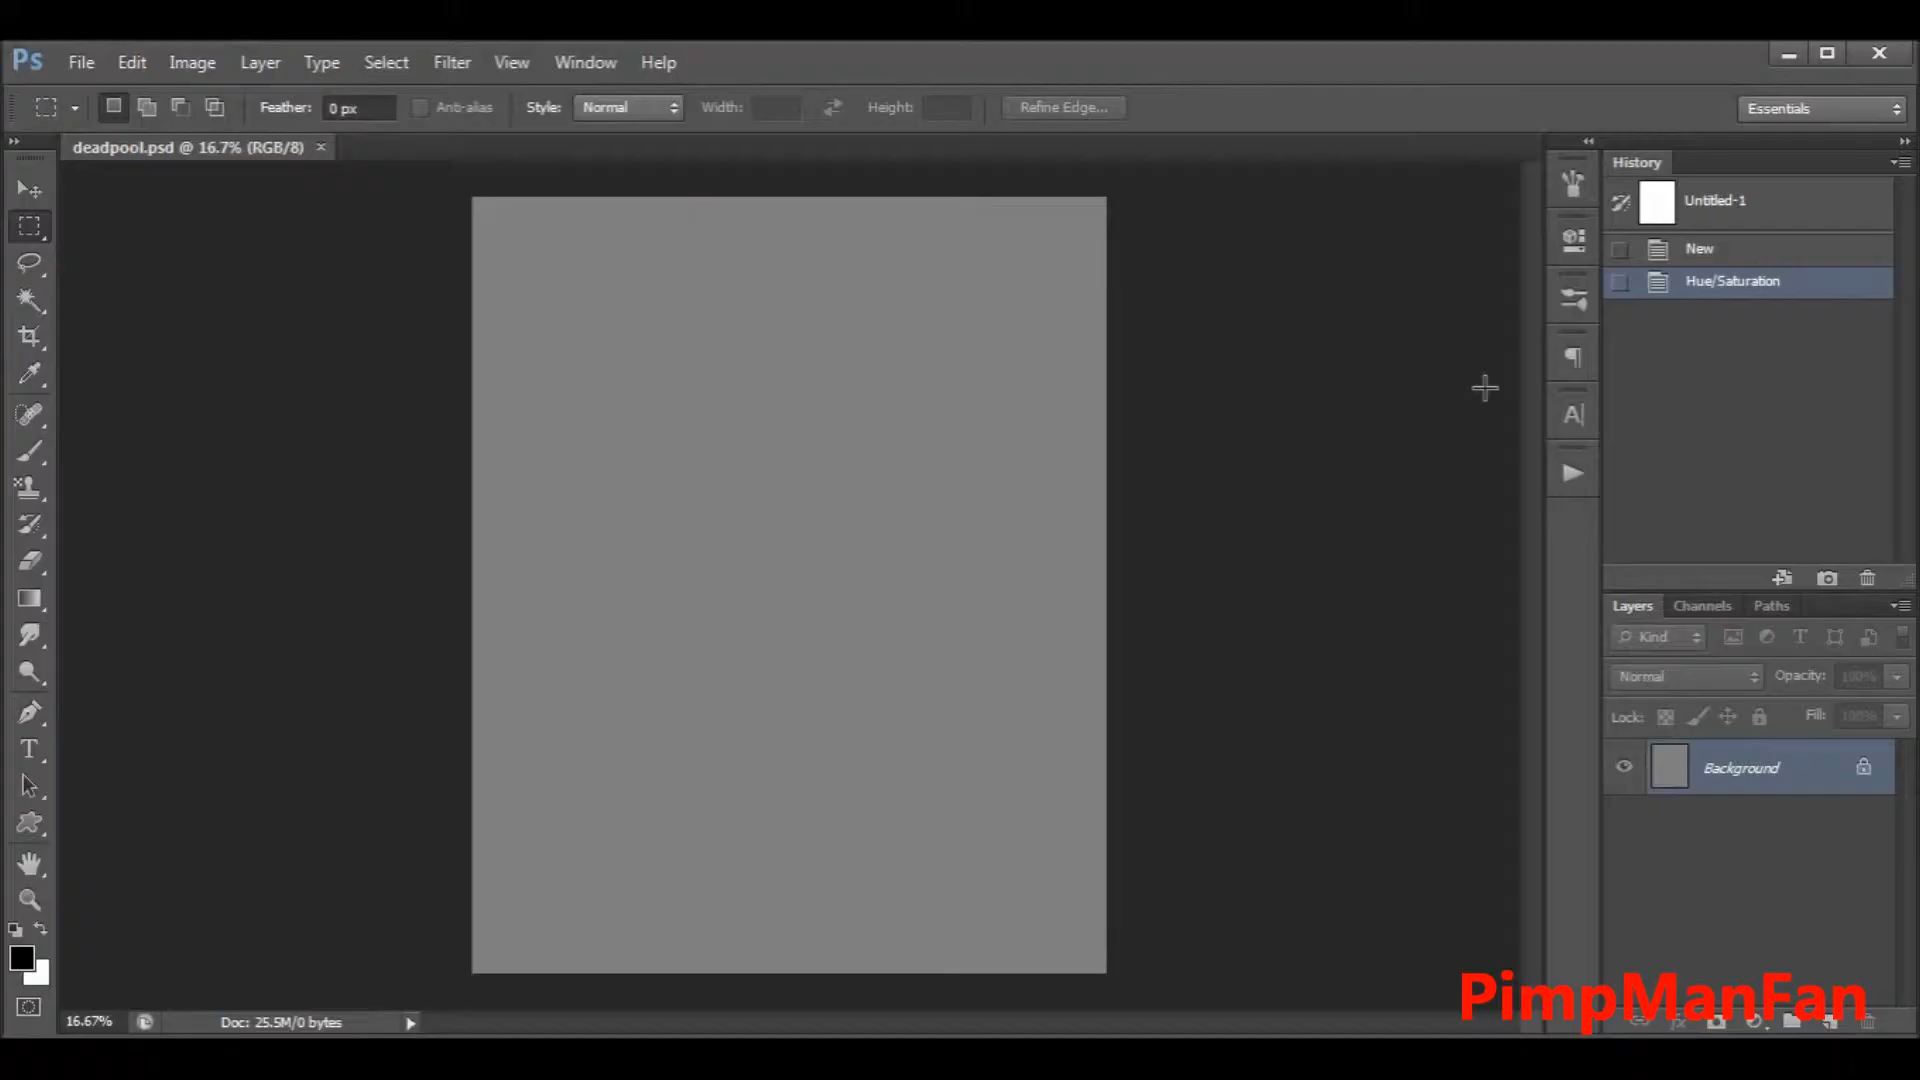 Ps File Edit Image Layer Type Select Filter View Window Help
Feather: 0 px Anti-alias Style: Normal Width: Height: Refine Edge... Essentials
deadpool.psd @ 16.7% (RGB/8) ×
History
Untitled-1
New
Hue/Saturation
Layers Channels Paths
Kind
Normal Opacity: 100%
Lock: Fill: 100%
Background
PimpManFan
16.67% Doc: 25.5M/0 bytes